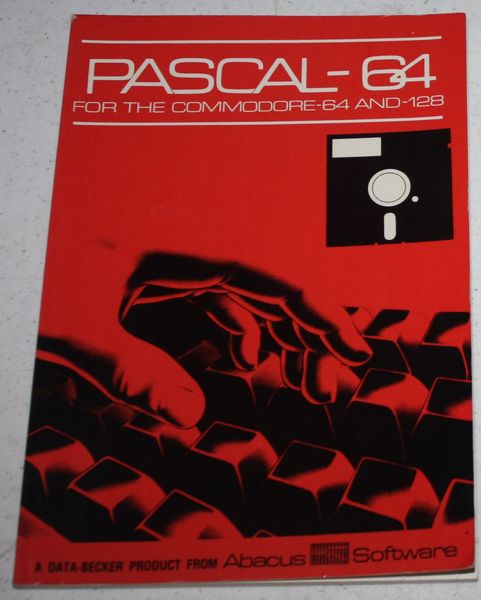 PASCAL-64
FOR THE COMMODORE-64 AND-128
A DATA-BECKER PRODUCT FROM Abacus Software